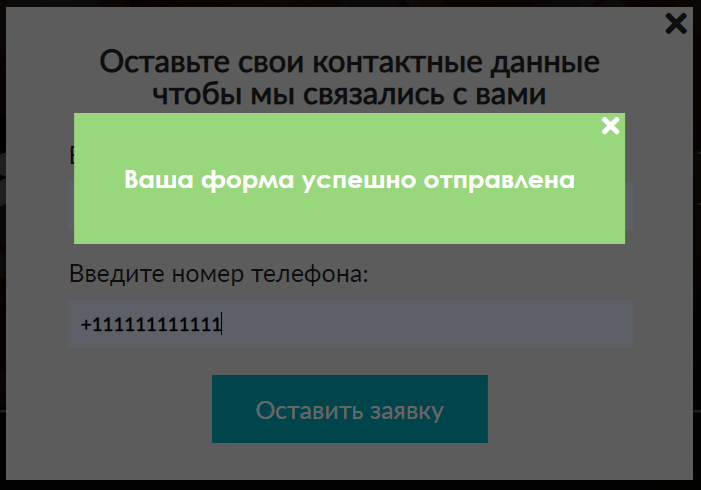 Оставьте свои контактные данные
чтобы мы связались с вами
Ваша форма успешно отправлена
Введите номер телефона:
+111111111111
Оставить заявку